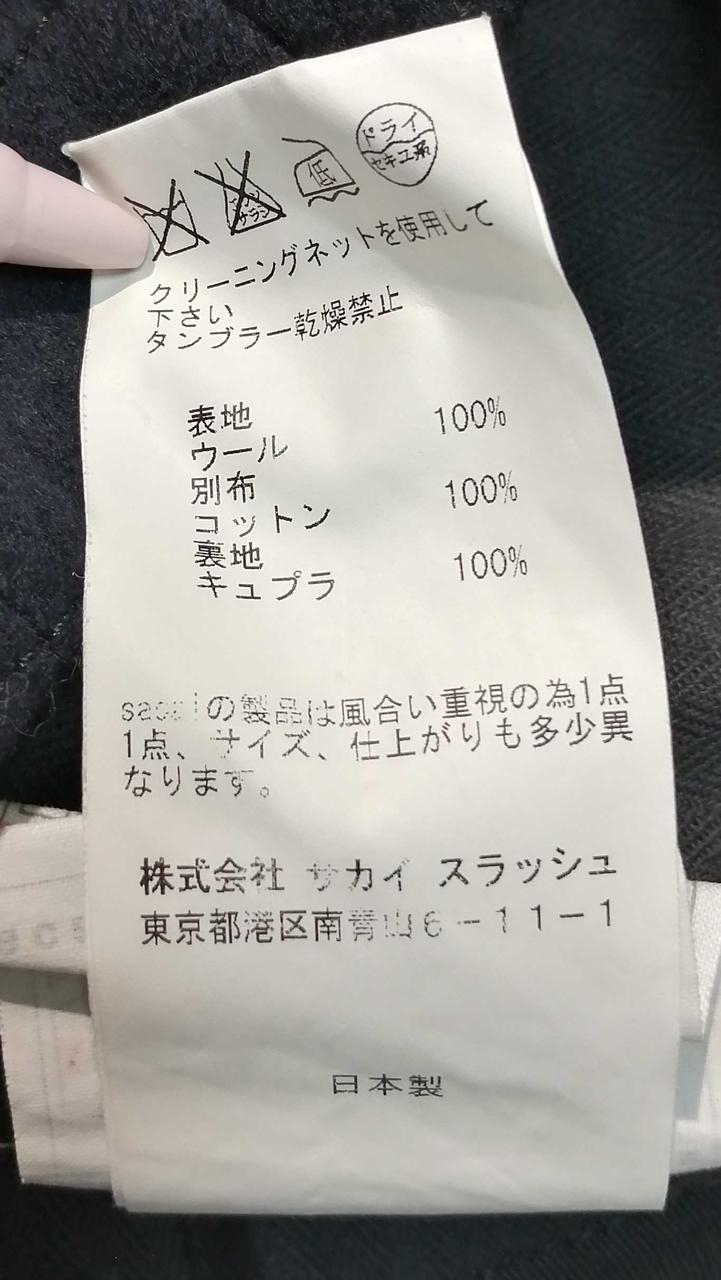 低
ドライ
セキユ系
クリーニングネットを使用して
下さい
タンブラー乾燥禁止
表地 100%
ウール
別布 100%
コットン
裏地 100%
キュプラ
sacaiの製品は風合い重視の為1点
1点、サイズ、仕上がりも多少異
なります。
株式会社 サカイ スラッシュ
東京都港区南青山6-11-1
日本製